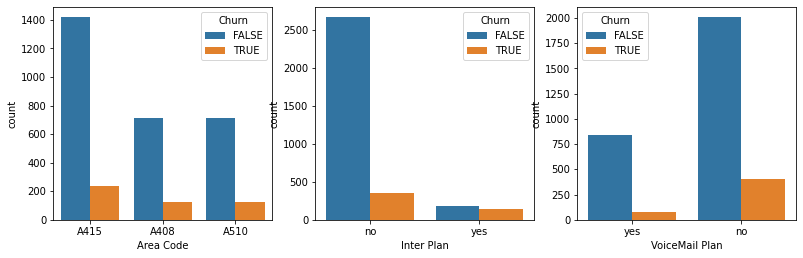 Churn
FALSE
TRUE
1400
1200
1000
800
600
400
200
0
count
A415
A408
A510
Area Code
Churn
FALSE
TRUE
2500
2000
1500
1000
500
0
count
no
yes
Inter Plan
Churn
FALSE
TRUE
2000
1750
1500
1250
1000
750
500
250
0
count
yes
no
VoiceMail Plan